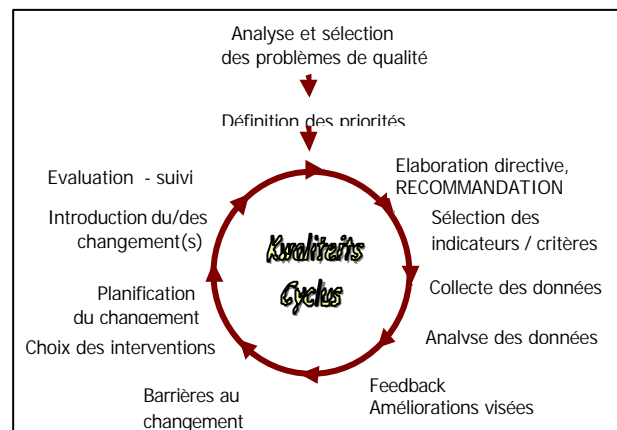 Analyse et sélection
des problèmes de qualité
Définition des priorités
Elaboration directive,
RECOMMANDATION
Sélection des
indicateurs / critères
Collecte des données
Analyse des données
Feedback
Améliorations visées
Barrières au
changement
Choix des interventions
Planification
du changement
Introduction du/des
changement(s)
Evaluation - suivi
Kwaliteits
Cyclus